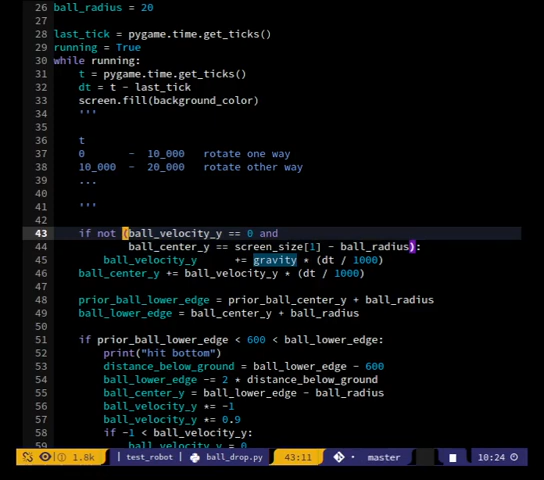 26 ball_radius = 20
27
28 last_tick = pygame.time.get_ticks()
29 running = True
30 while running:
31     t = pygame.time.get_ticks()
32     dt = t - last_tick
33     screen.fill(background_color)
34     '''
35
36     t
37     0       -  10_000   rotate one way
38     10_000  -  20_000   rotate other way
39     ...
40
41     '''
42
43     if not (ball_velocity_y == 0 and
44             ball_center_y == screen_size[1] - ball_radius):
45         ball_velocity_y      += gravity * (dt / 1000)
46     ball_center_y += ball_velocity_y * (dt / 1000)
47
48     prior_ball_lower_edge = prior_ball_center_y + ball_radius
49     ball_lower_edge = ball_center_y + ball_radius
50
51     if prior_ball_lower_edge < 600 < ball_lower_edge:
52         print("hit bottom")
53         distance_below_ground = ball_lower_edge - 600
54         ball_lower_edge -= 2 * distance_below_ground
55         ball_center_y = ball_lower_edge - ball_radius
56         ball_velocity_y *= -1
57         ball_velocity_y *= 0.9
58         if -1 < ball_velocity_y:
59             ball_velocity_y = 0
1.8k | test_robot ball_drop.py 43:11 master 10:24